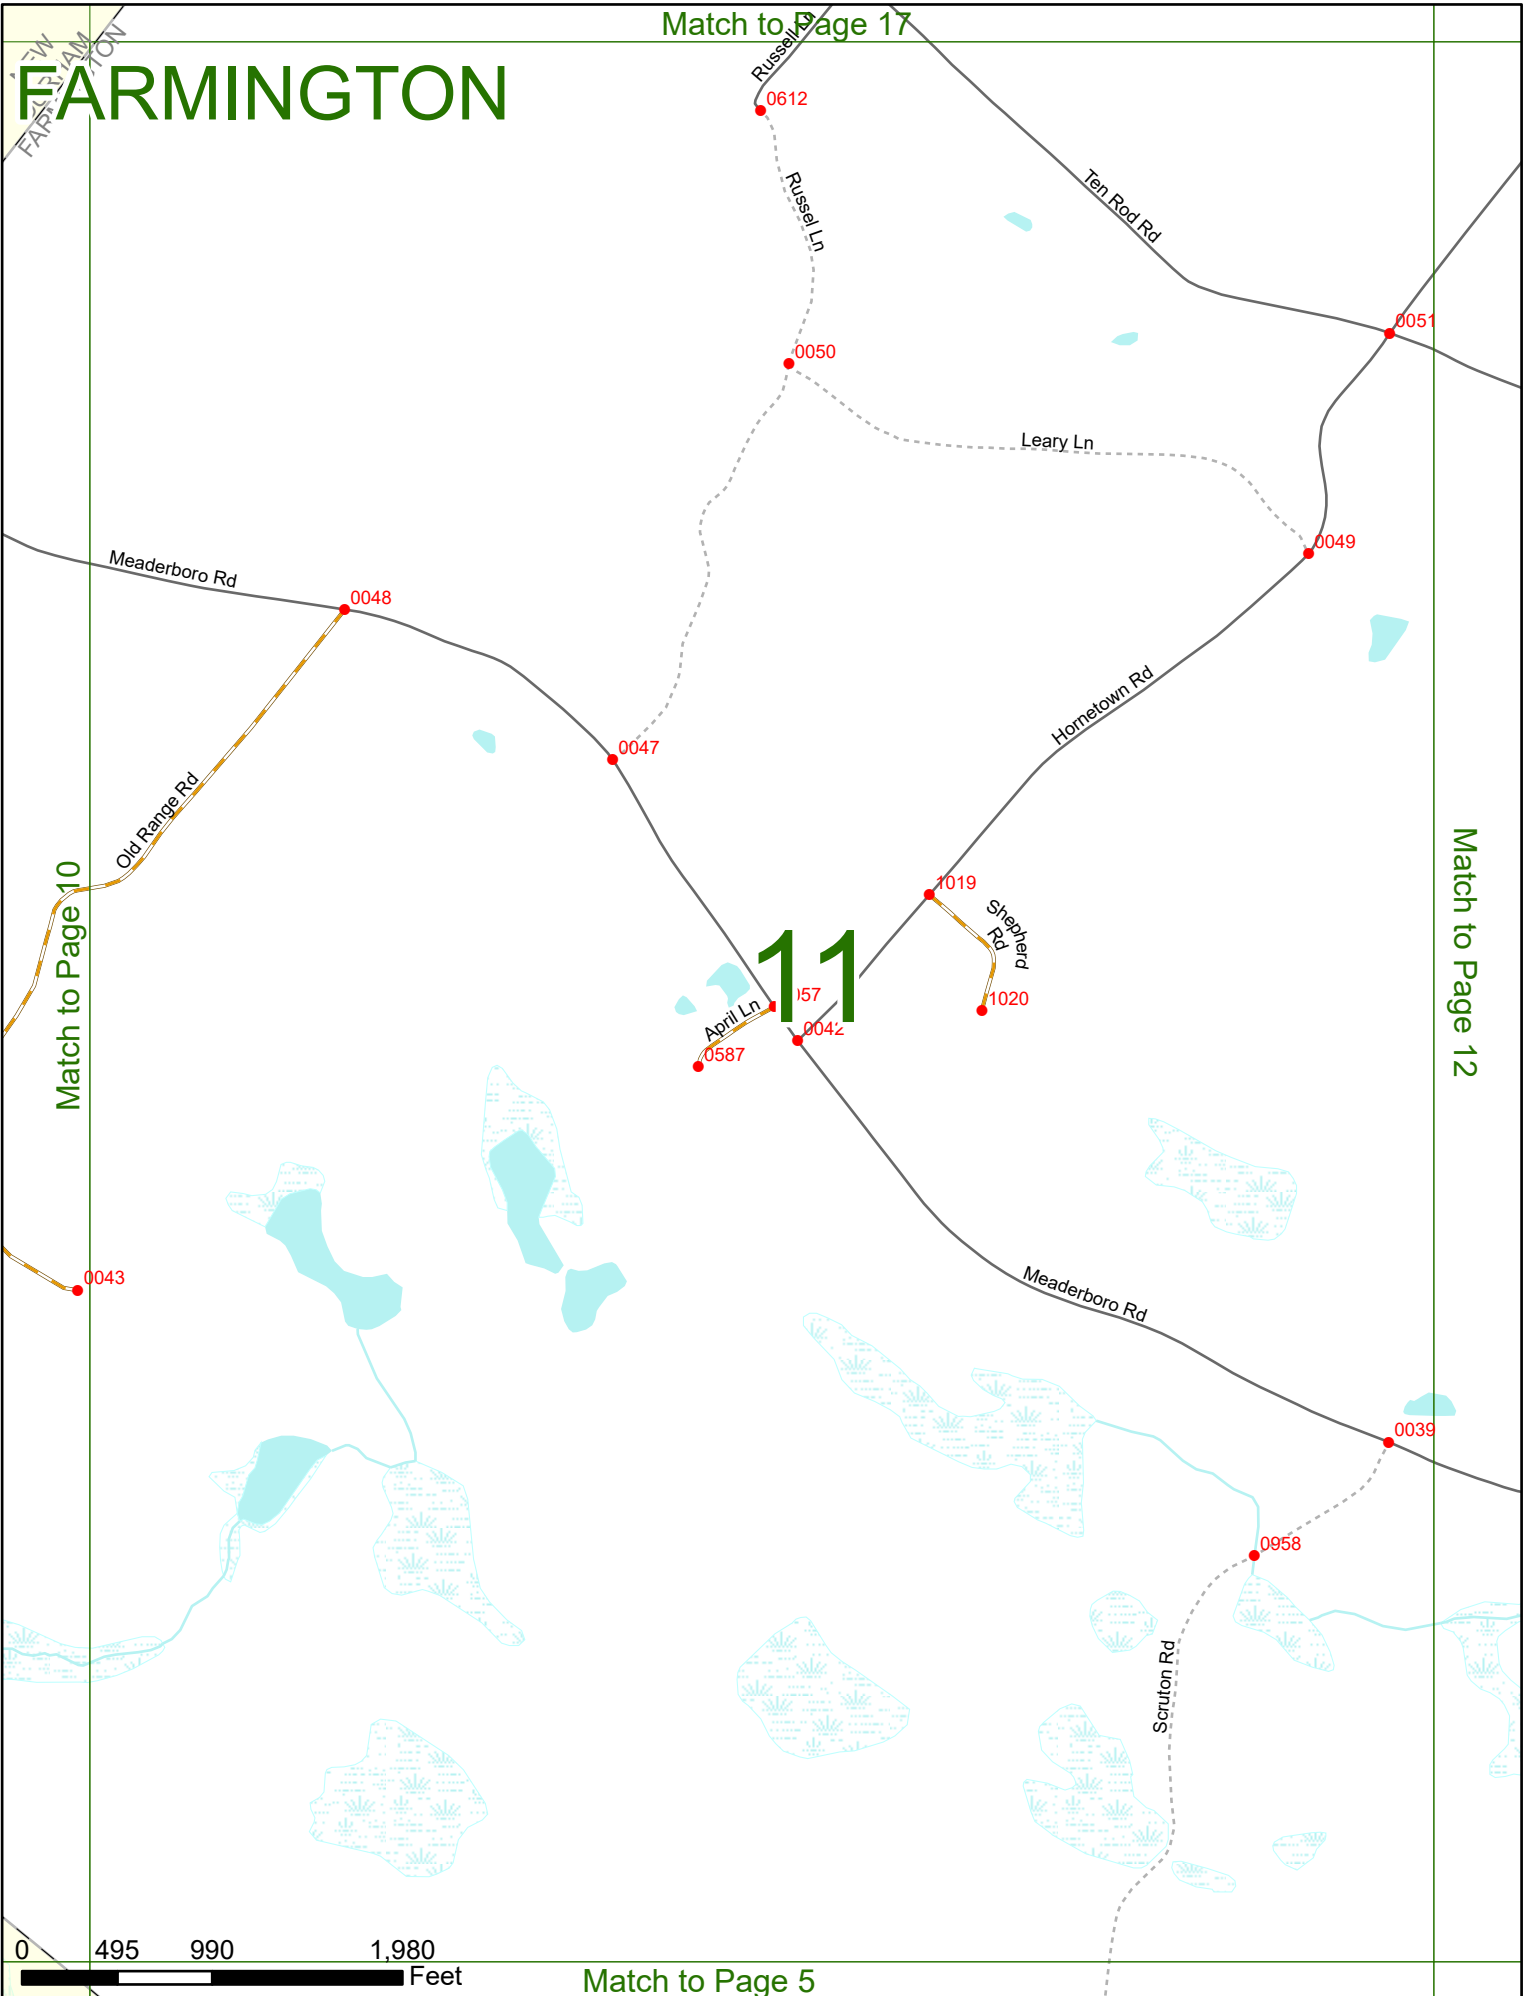 Match to Page 17
FARMINGTON
Russell Ln
0612
Russel Ln
Ten Rod Rd
0051
0050
Leary Ln
0049
Meaderboro Rd
0048
Hornetown Rd
0047
Old Range Rd
Match to Page 10
Match to Page 12
1019
Shepherd
Rd
11
1020
April Ln
0042
0587
0043
Meaderboro Rd
0039
0958
Scruton Rd
0 495 990 1,980
Feet
Match to Page 5